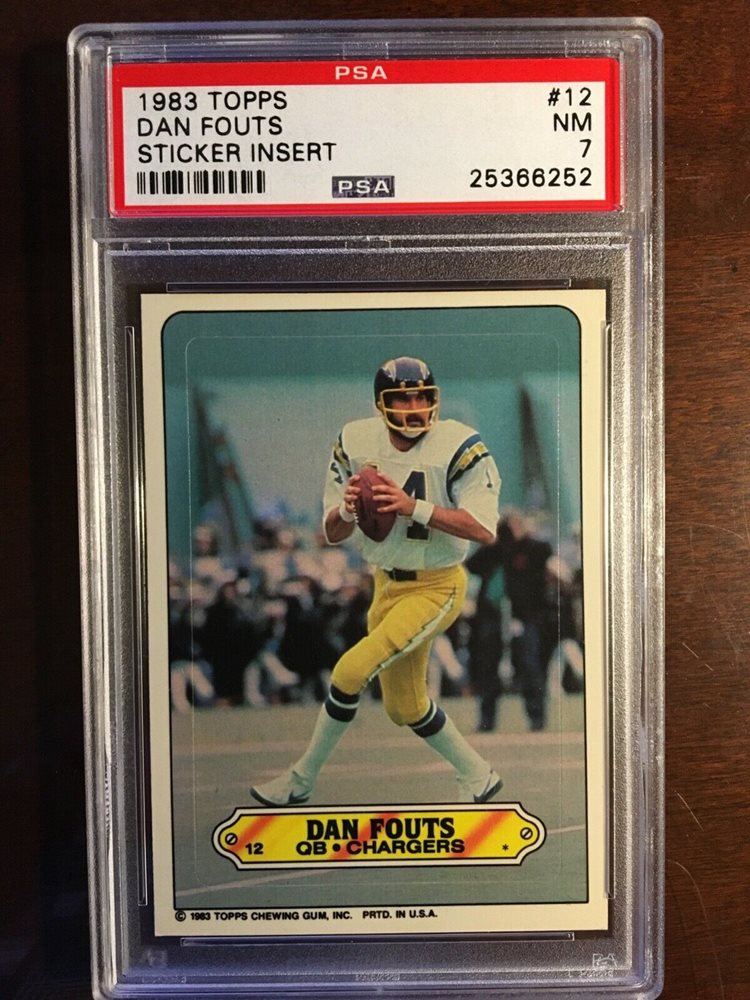 PSA
1983 TOPPS #12
DAN FOUTS NM
STICKER INSERT 7
PSA 25366252
14
DAN FOUTS
12 QB • CHARGERS *
© 1983 TOPPS CHEWING GUM, INC. PRTD. IN U.S.A.